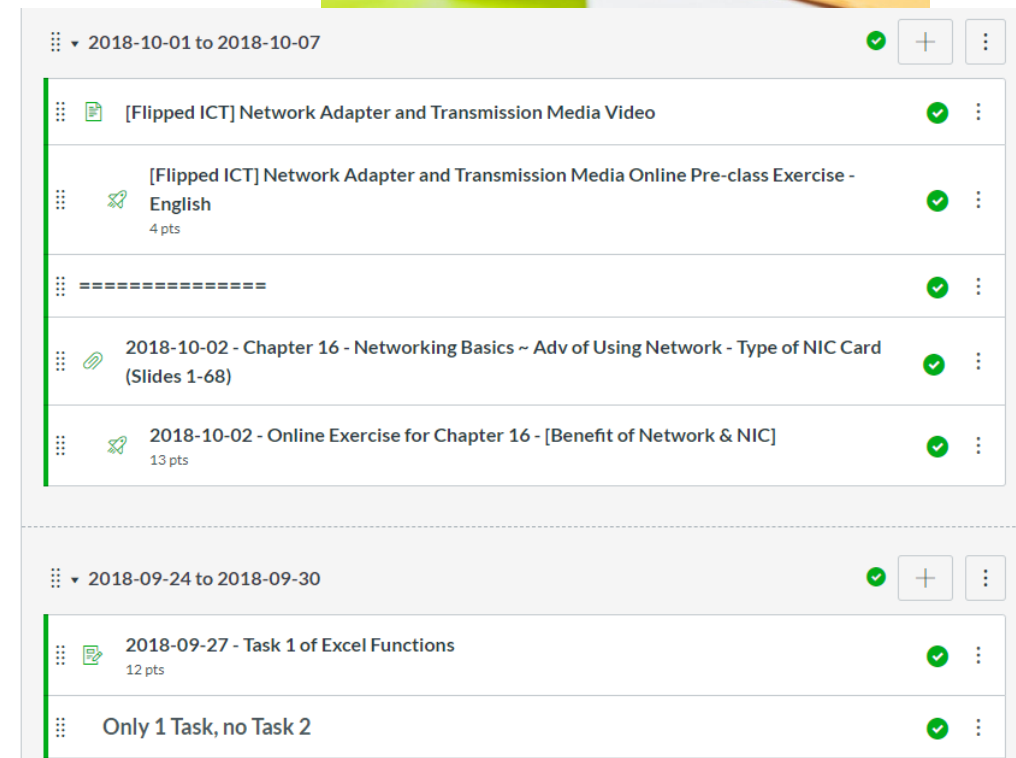 2018-10-01 to 2018-10-07
[Flipped ICT] Network Adapter and Transmission Media Video
[Flipped ICT] Network Adapter and Transmission Media Online Pre-class Exercise -
English
4 pts
===============
2018-10-02 - Chapter 16 - Networking Basics ~ Adv of Using Network - Type of NIC Card
(Slides 1-68)
2018-10-02 - Online Exercise for Chapter 16 - [Benefit of Network & NIC]
13 pts
2018-09-24 to 2018-09-30
2018-09-27 - Task 1 of Excel Functions
12 pts
Only 1 Task, no Task 2